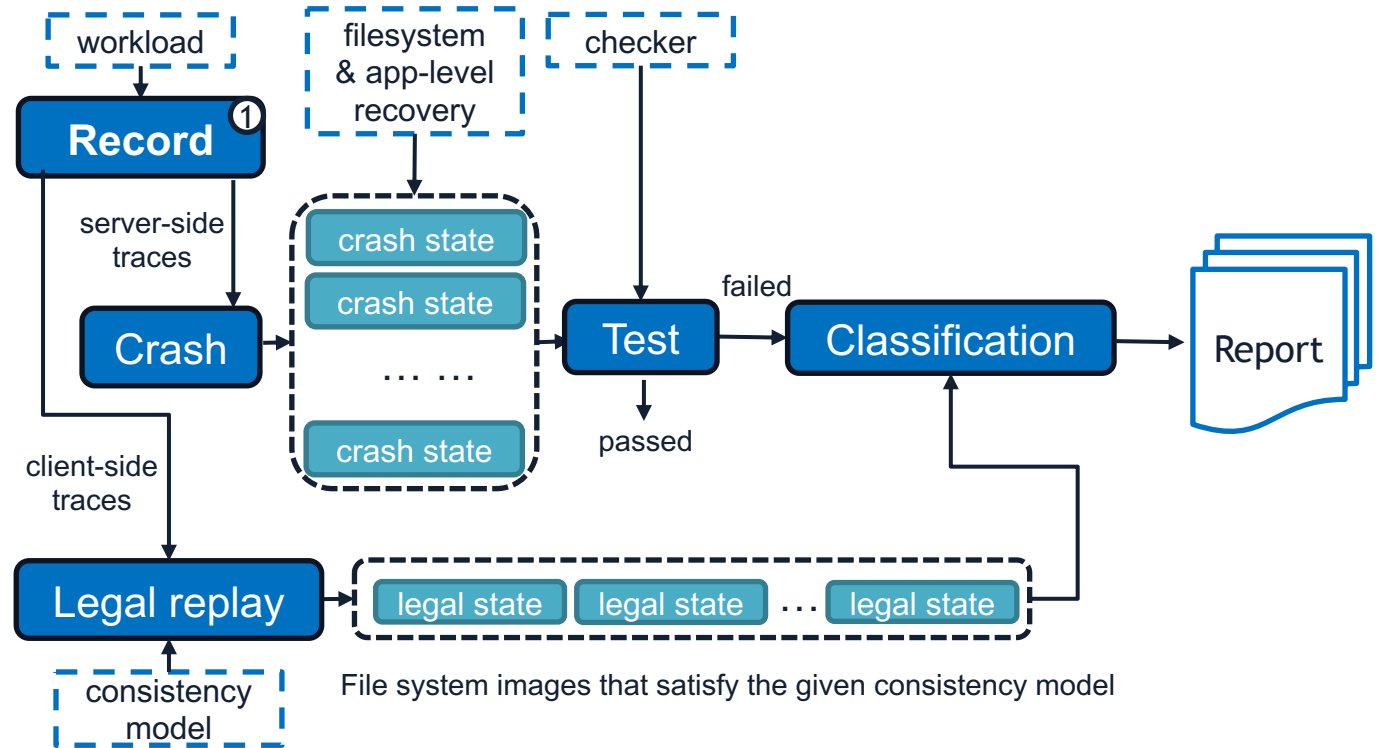 workload
filesystem
& app-level
recovery
checker
Record
1
server-side
traces
crash state
crash state
... ...
crash state
Crash
Test
failed
passed
Classification
Report
client-side
traces
Legal replay
legal state
legal state
...
legal state
consistency
model
File system images that satisfy the given consistency model